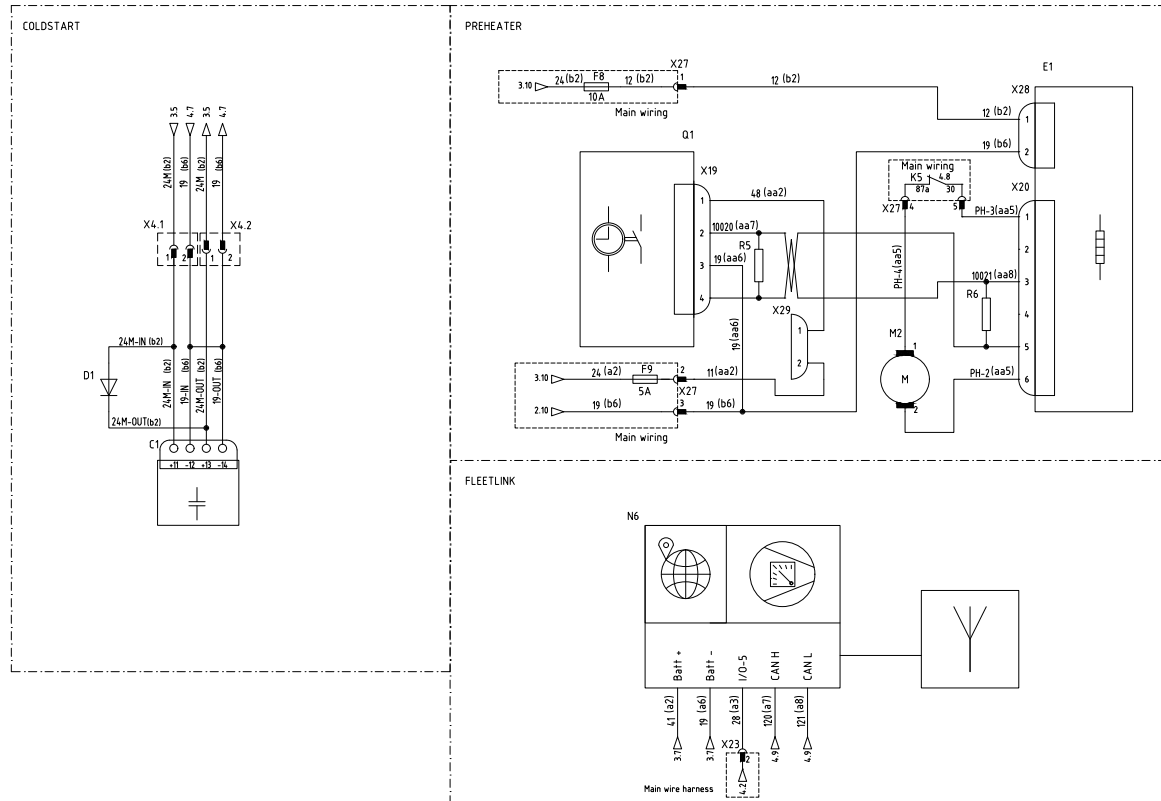 COLDSTART
3.5
4.7
3.5
4.7
24M (b2)
19 (b6)
24M (b2)
19 (b6)
X4.1
X4.2
1
2
1
2
24M-IN (b2)
D1
24M-IN (b2)
19-IN (b6)
24M-OUT (b2)
19-OUT (b6)
24M-OUT(b2)
C1
+11
-12
+13
-14
PREHEATER
X27
3.10
24 (b2)
F8
10A
12 (b2)
1
12 (b2)
Main wiring
E1
X28
12 (b2)
1
19 (b6)
2
Q1
X19
1
48 (aa2)
2
10020 (aa7)
3
19 (aa6)
4
R5
19 (aa6)
Main wiring
K5
4.8
87a
30
X27
4
5
X20
PH-3(aa5)
1
2
10021 (aa8)
3
4
5
PH-2(aa5)
6
PH-4(aa5)
R6
X29
1
2
M2
1
M
2
3.10
24 (a2)
F9
5A
2
X27
11(aa2)
2.10
19 (b6)
3
19 (b6)
Main wiring
FLEETLINK
N6
Batt +
Batt -
I/O-5
CAN H
CAN L
41 (a2)
19 (a6)
28 (a3)
120 (a7)
121 (a8)
3.7
3.7
X23
2
4.2
4.9
4.9
Main wire harness